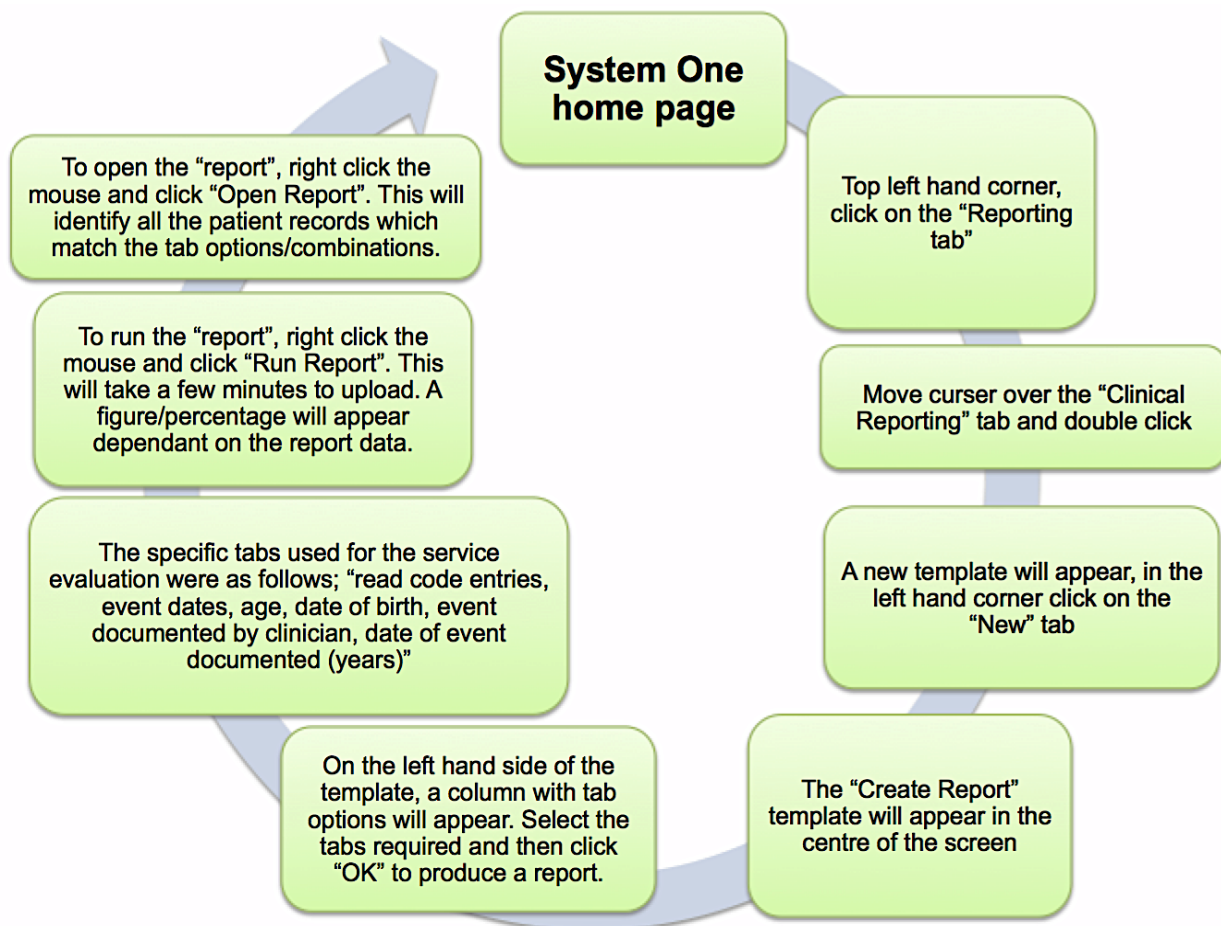 System One
home page
Top left hand corner,
click on the “Reporting
tab”
Move curser over the “Clinical
Reporting” tab and double click
A new template will appear, in the
left hand corner click on the
“New” tab
The “Create Report”
template will appear in the
centre of the screen
On the left hand side of the
template, a column with tab
options will appear. Select the
tabs required and then click
“OK” to produce a report.
The specific tabs used for the service
evaluation were as follows; “read code entries,
event dates, age, date of birth, event
documented by clinician, date of event
documented (years)”
To run the “report”, right click the
mouse and click “Run Report”. This
will take a few minutes to upload. A
figure/percentage will appear
dependant on the report data.
To open the “report”, right click the
mouse and click “Open Report”. This will
identify all the patient records which
match the tab options/combinations.